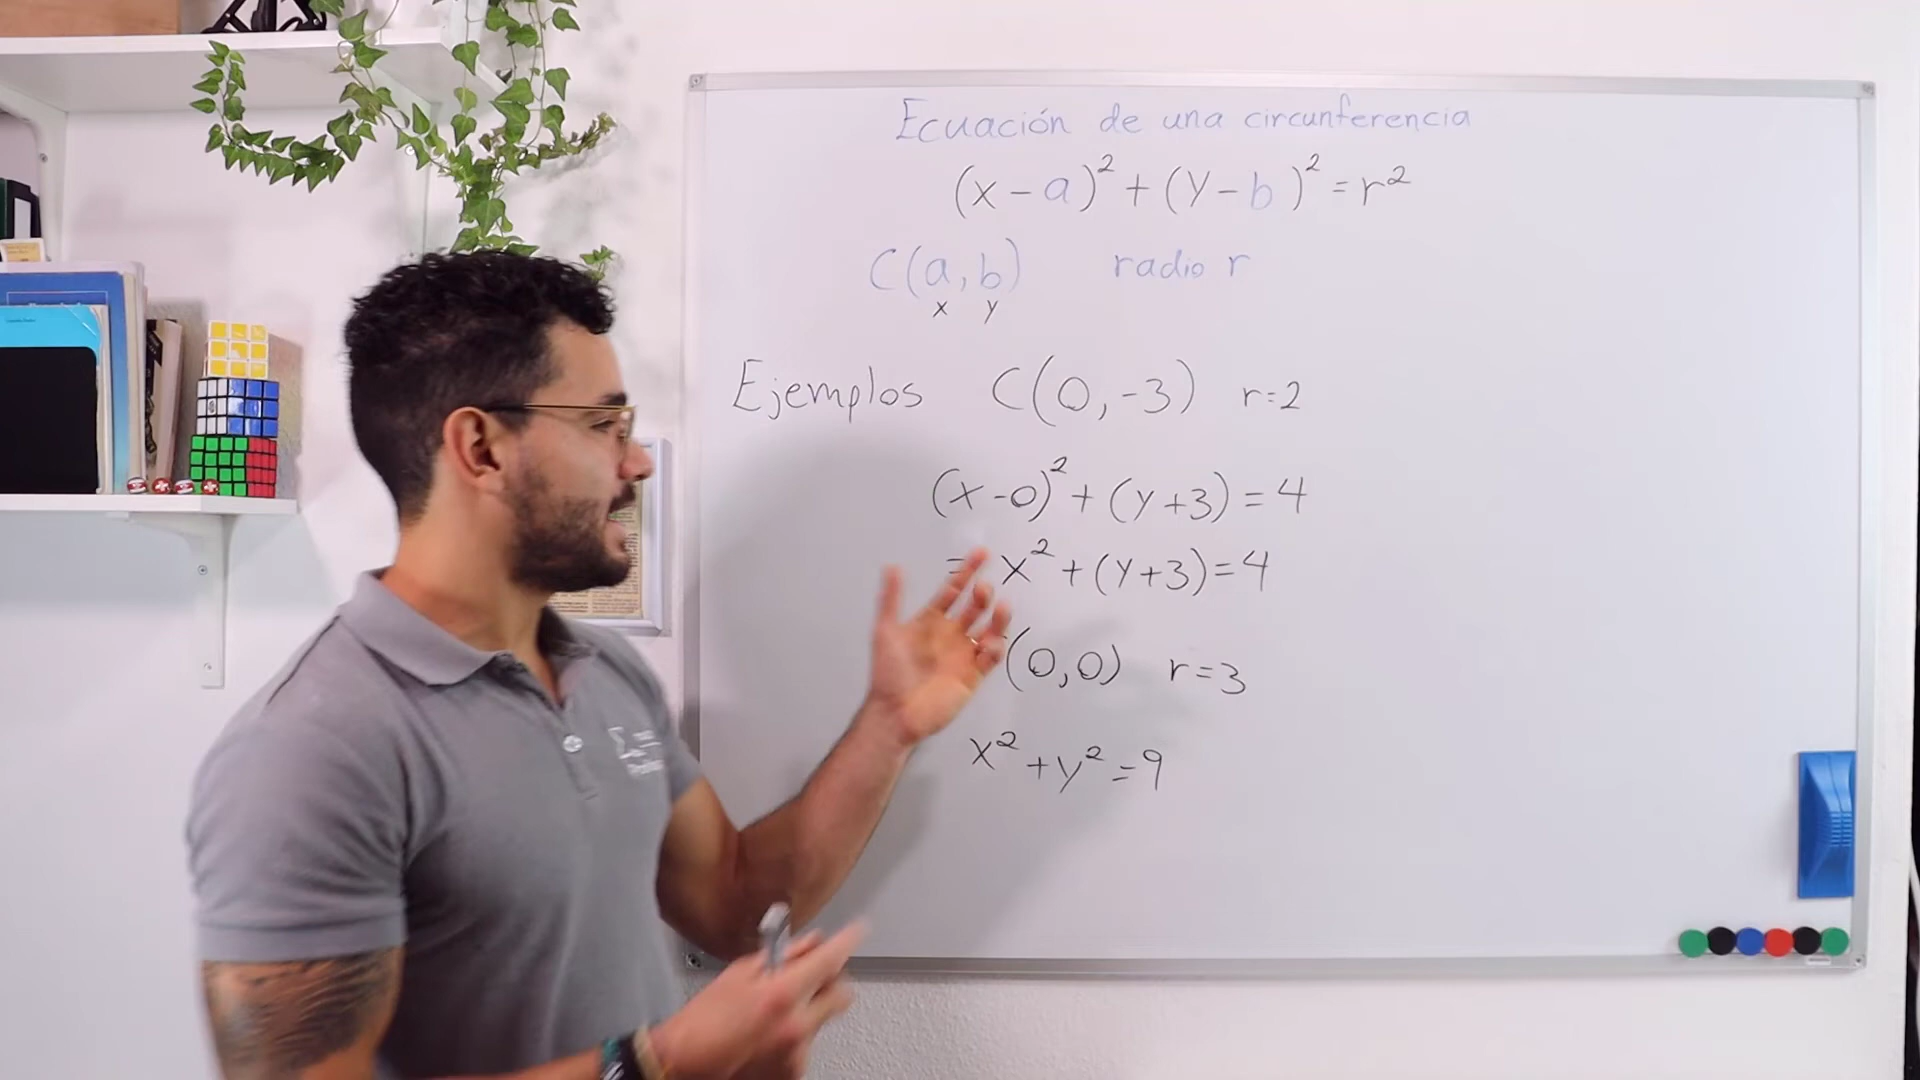 Ecuación de una circunferencia
(x-a)² + (y-b)² = r²
C(a,b) radio r
x y
Ejemplos C(0,-3) r=2
(x-0)² + (y+3) = 4
= x² + (y+3) = 4
(0,0) r=3
x² + y² = 9